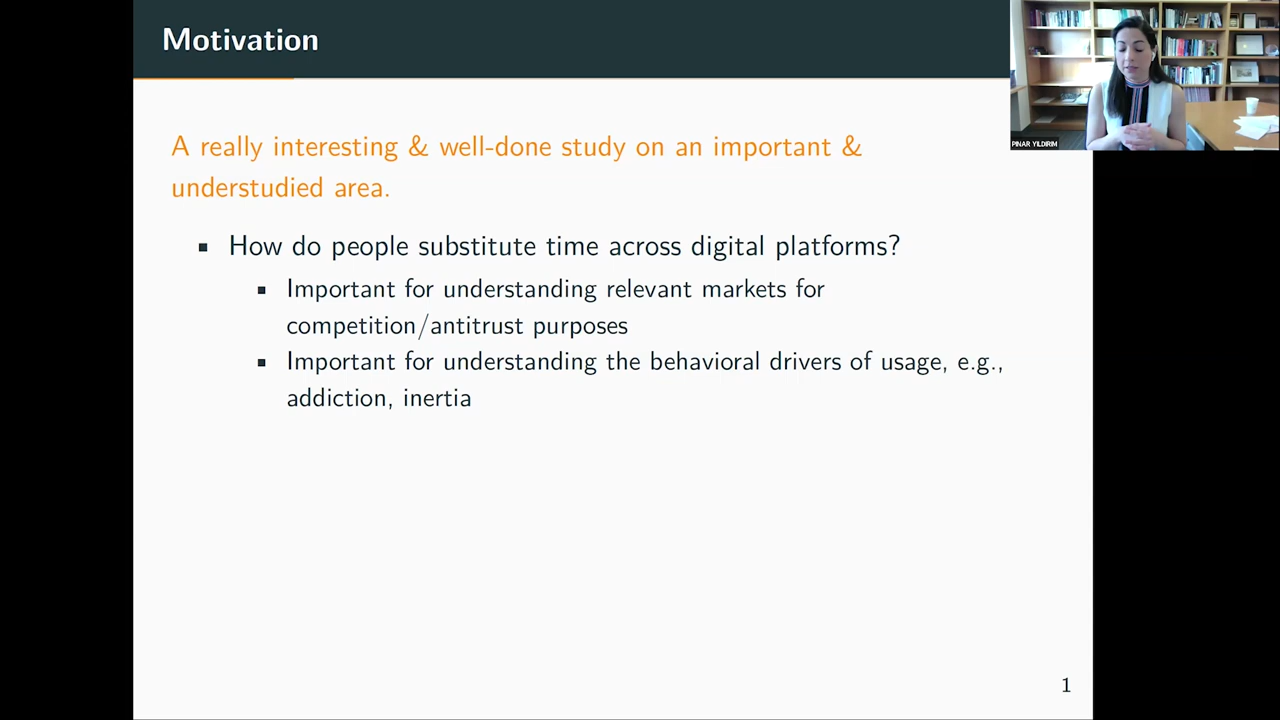 Motivation
PINAR YILDIRIM
A really interesting & well-done study on an important &
understudied area.
▪ How do people substitute time across digital platforms?
▪ Important for understanding relevant markets for
competition/antitrust purposes
▪ Important for understanding the behavioral drivers of usage, e.g.,
addiction, inertia
1